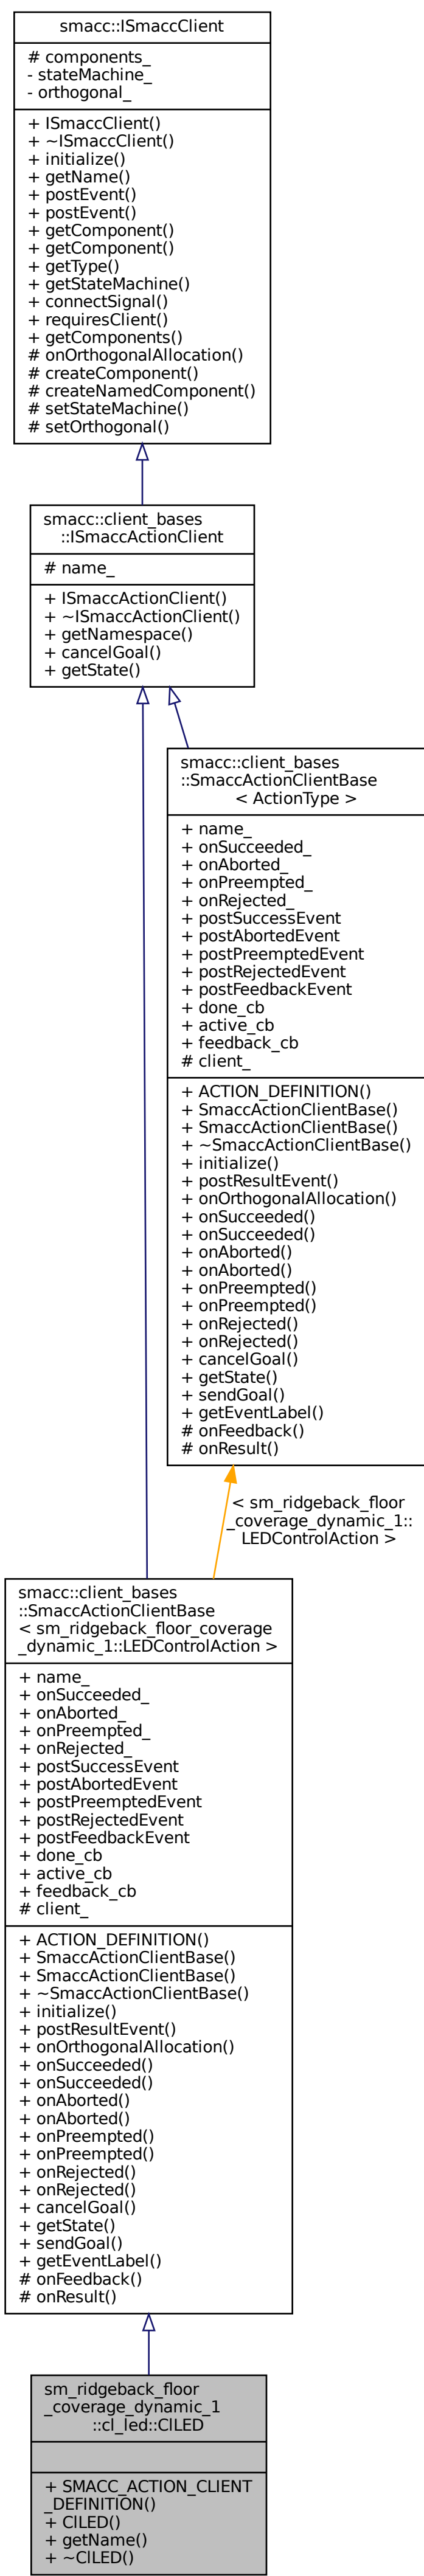 smacc::ISmaccClient
# components_
- stateMachine_
- orthogonal_
+ ISmaccClient()
+ ~ISmaccClient()
+ initialize()
+ getName()
+ postEvent()
+ postEvent()
+ getComponent()
+ getComponent()
+ getType()
+ getStateMachine()
+ connectSignal()
+ requiresClient()
+ getComponents()
# onOrthogonalAllocation()
# createComponent()
# createNamedComponent()
# setStateMachine()
# setOrthogonal()
smacc::client_bases
::ISmaccActionClient
# name_
+ ISmaccActionClient()
+ ~ISmaccActionClient()
+ getNamespace()
+ cancelGoal()
+ getState()
smacc::client_bases
::SmaccActionClientBase
< ActionType >
+ name_
+ onSucceeded_
+ onAborted_
+ onPreempted_
+ onRejected_
+ postSuccessEvent
+ postAbortedEvent
+ postPreemptedEvent
+ postRejectedEvent
+ postFeedbackEvent
+ done_cb
+ active_cb
+ feedback_cb
# client_
+ ACTION_DEFINITION()
+ SmaccActionClientBase()
+ SmaccActionClientBase()
+ ~SmaccActionClientBase()
+ initialize()
+ postResultEvent()
+ onOrthogonalAllocation()
+ onSucceeded()
+ onSucceeded()
+ onAborted()
+ onAborted()
+ onPreempted()
+ onPreempted()
+ onRejected()
+ onRejected()
+ cancelGoal()
+ getState()
+ sendGoal()
+ getEventLabel()
# onFeedback()
# onResult()
< sm_ridgeback_floor
_coverage_dynamic_1::
LEDControlAction >
smacc::client_bases
::SmaccActionClientBase
< sm_ridgeback_floor_coverage
_dynamic_1::LEDControlAction >
+ name_
+ onSucceeded_
+ onAborted_
+ onPreempted_
+ onRejected_
+ postSuccessEvent
+ postAbortedEvent
+ postPreemptedEvent
+ postRejectedEvent
+ postFeedbackEvent
+ done_cb
+ active_cb
+ feedback_cb
# client_
+ ACTION_DEFINITION()
+ SmaccActionClientBase()
+ SmaccActionClientBase()
+ ~SmaccActionClientBase()
+ initialize()
+ postResultEvent()
+ onOrthogonalAllocation()
+ onSucceeded()
+ onSucceeded()
+ onAborted()
+ onAborted()
+ onPreempted()
+ onPreempted()
+ onRejected()
+ onRejected()
+ cancelGoal()
+ getState()
+ sendGoal()
+ getEventLabel()
# onFeedback()
# onResult()
sm_ridgeback_floor
_coverage_dynamic_1
::cl_led::ClLED
+ SMACC_ACTION_CLIENT
_DEFINITION()
+ ClLED()
+ getName()
+ ~ClLED()